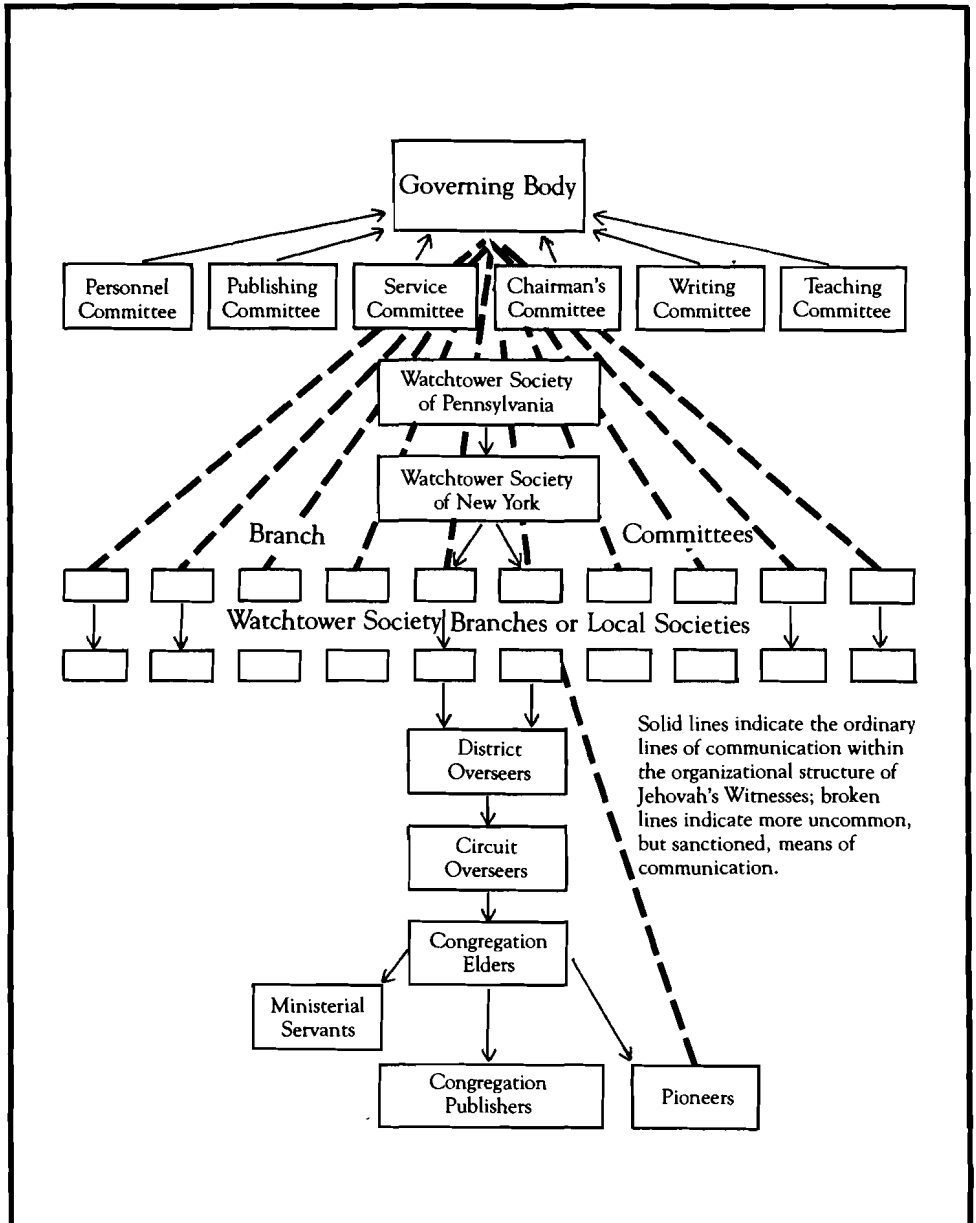 Governing Body
Personnel
Committee
Publishing
Committee
Service
Committee
Chairman's
Committee
Writing
Committee
Teaching
Committee
Watchtower Society
of Pennsylvania
Watchtower Society
of New York
Branch
Committees
Watchtower Society Branches or Local Societies
District
Overseers
Circuit
Overseers
Congregation
Elders
Ministerial
Servants
Congregation
Publishers
Pioneers
Solid lines indicate the ordinary
lines of communication within
the organizational structure of
Jehovah's Witnesses; broken
lines indicate more uncommon,
but sanctioned, means of
communication.